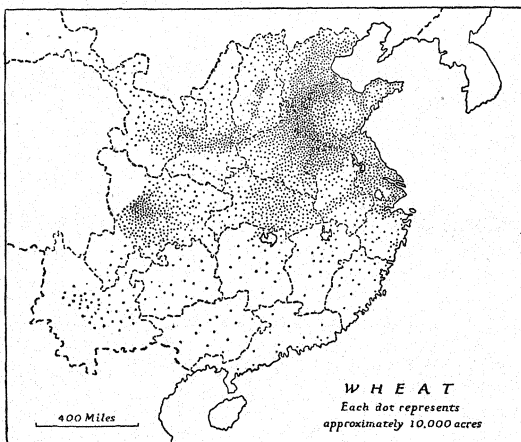 WHEAT
Each dot represents
approximately 10,000 acres
400 Miles